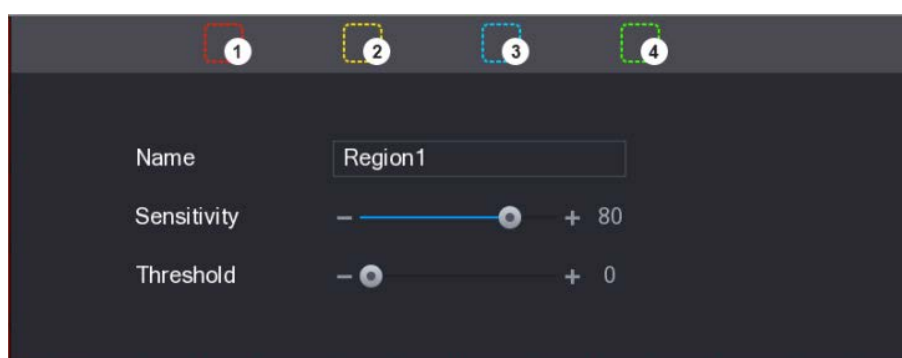 1 2 3 4
Name Region1
Sensitivity − + 80
Threshold − + 0